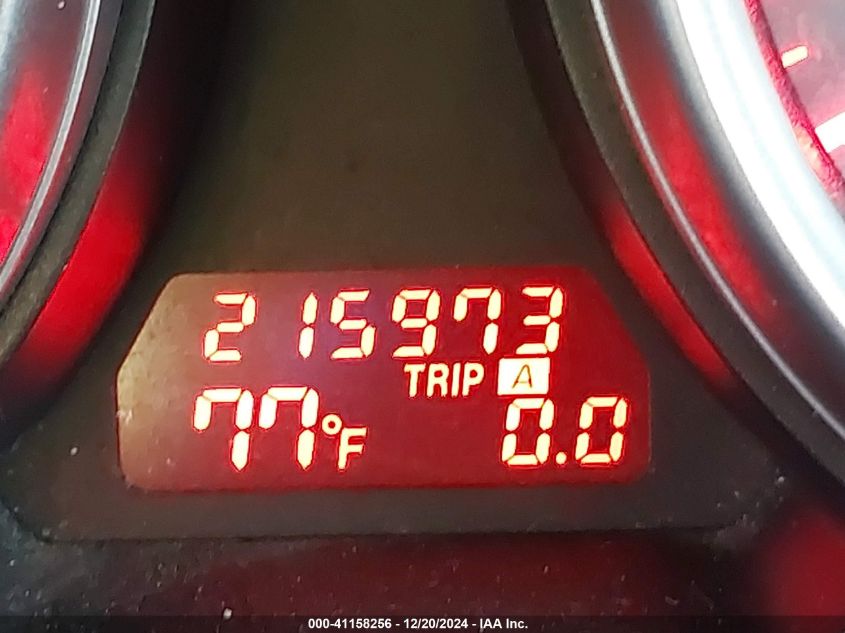 215973
TRIP A
77°F 0.0
000-41158256 - 12/20/2024 - IAA Inc.